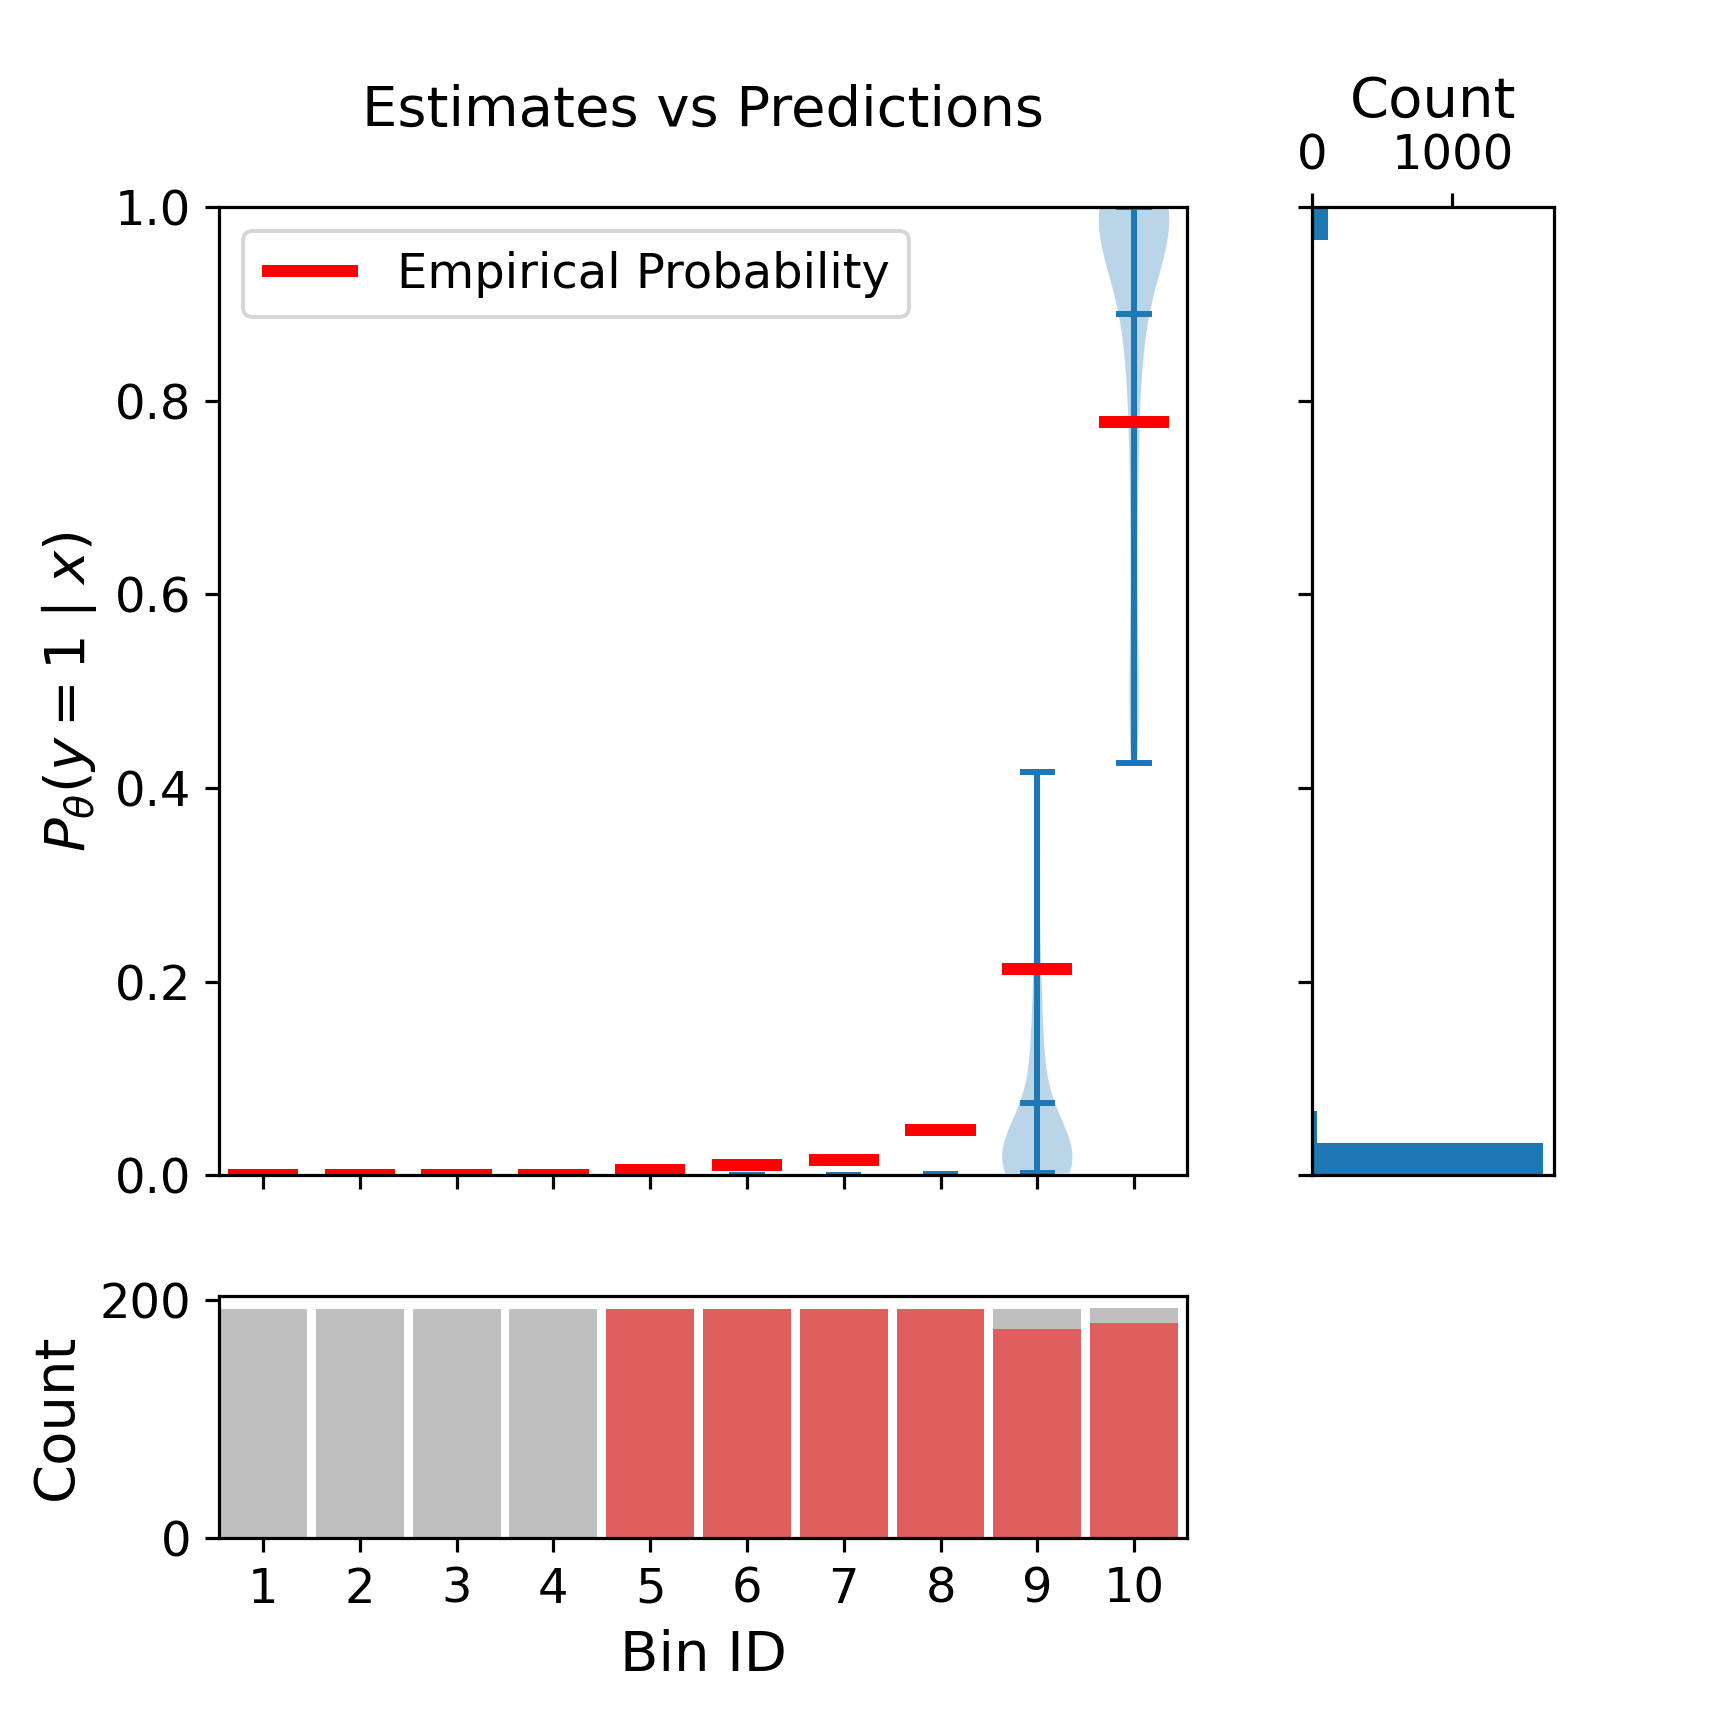 Estimates vs Predictions
Count
0 1000
1.0
Empirical Probability
0.8
0.6
0.4
0.2
0.0
P_θ(y = 1 | x)
200
0
Count
1 2 3 4 5 6 7 8 9 10
Bin ID